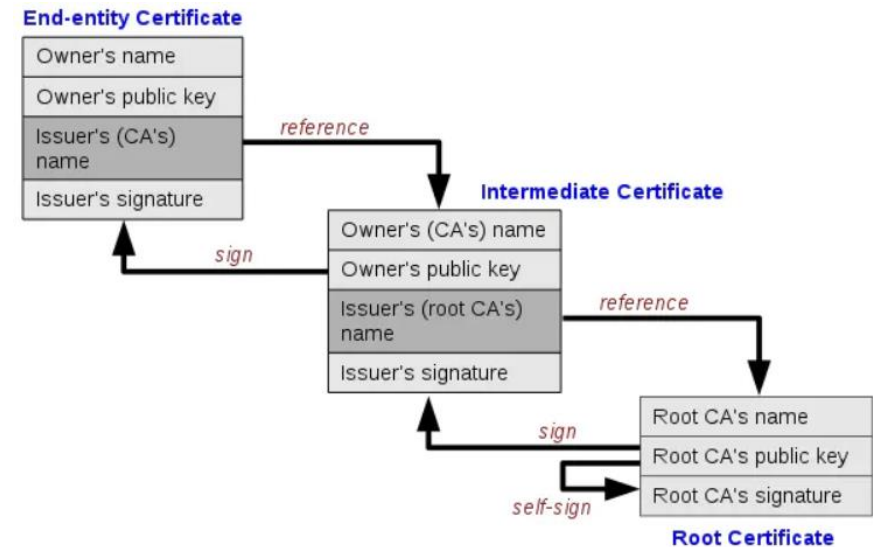 End-entity Certificate
Owner's name
Owner's public key
Issuer's (CA's)
name
Issuer's signature
reference
sign
Intermediate Certificate
Owner's (CA's) name
Owner's public key
Issuer's (root CA's)
name
Issuer's signature
reference
sign
self-sign
Root CA's name
Root CA's public key
Root CA's signature
Root Certificate